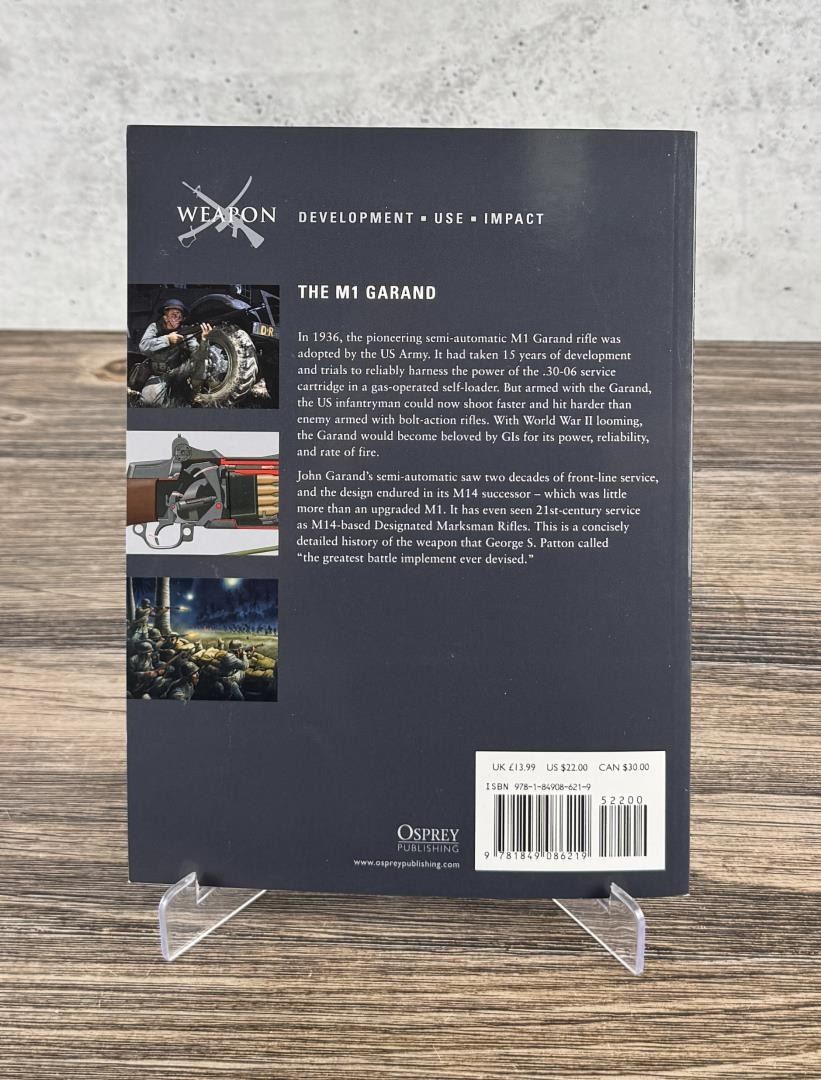 WEAPON
DEVELOPMENT ▪ USE ▪ IMPACT
THE M1 GARAND
In 1936, the pioneering semi-automatic M1 Garand rifle was
adopted by the US Army. It had taken 15 years of development
and trials to reliably harness the power of the .30-06 service
cartridge in a gas-operated self-loader. But armed with the Garand,
the US infantryman could now shoot faster and hit harder than
enemy armed with bolt-action rifles. With World War II looming,
the Garand would become beloved by GIs for its power, reliability,
and rate of fire.
John Garand's semi-automatic saw two decades of front-line service,
and the design endured in its M14 successor – which was little
more than an upgraded M1. It has even seen 21st-century service
as M14-based Designated Marksman Rifles. This is a concisely
detailed history of the weapon that George S. Patton called
“the greatest battle implement ever devised.”
UK £13.99 US $22.00 CAN $30.00
ISBN 978-1-84908-621-9
52200
9 781849 086219
OSPREY
PUBLISHING
www.ospreypublishing.com